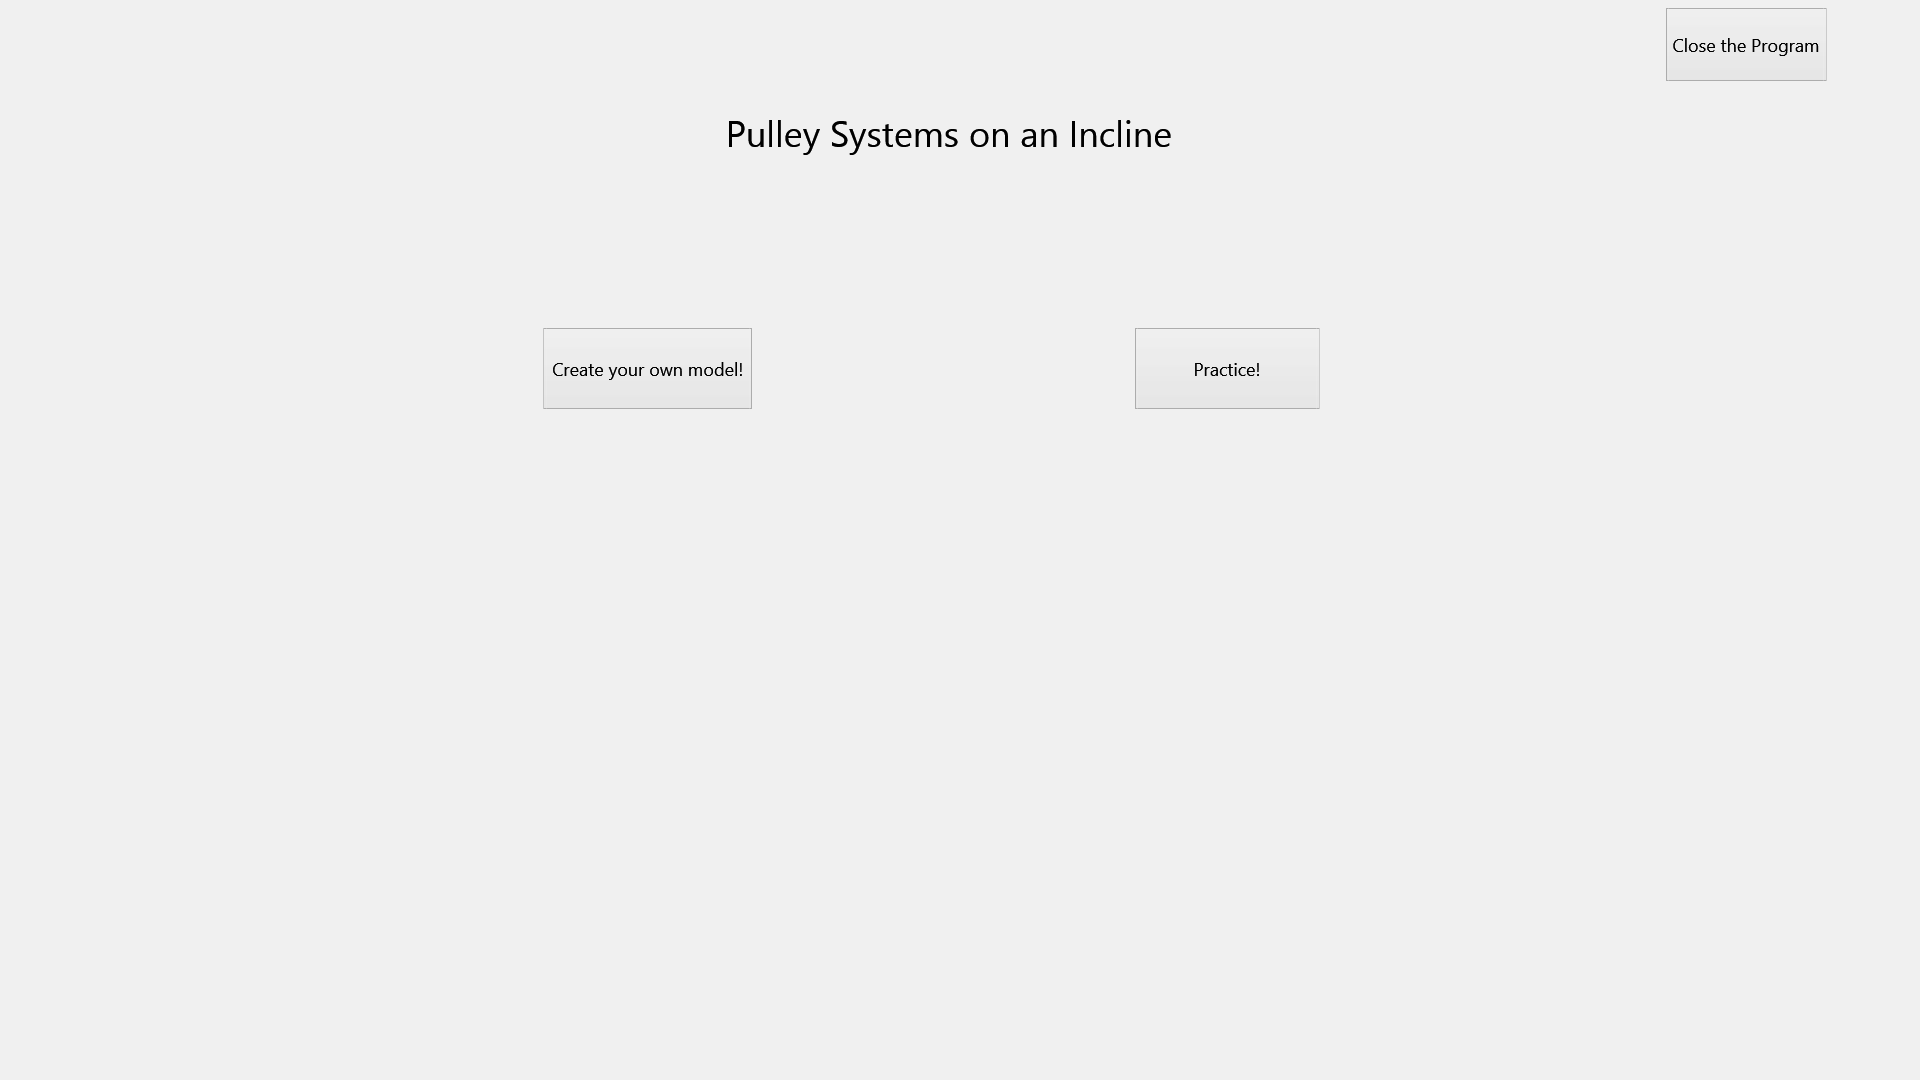 Close the Program
Pulley Systems on an Incline
Create your own model!
Practice!